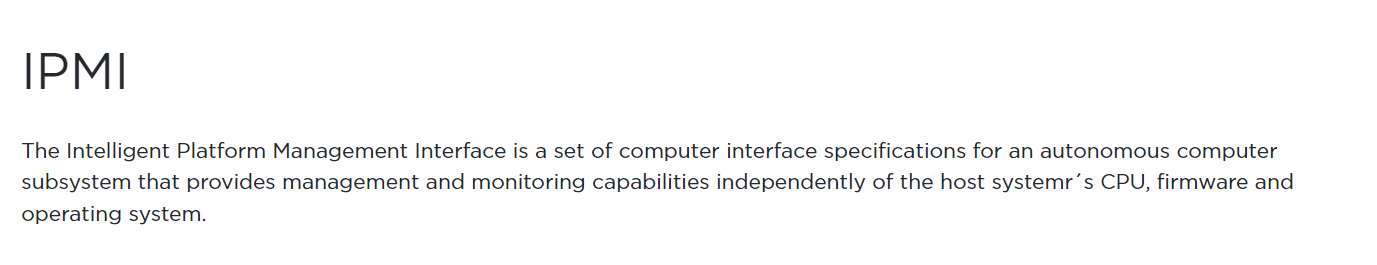 IPMI
The Intelligent Platform Management Interface is a set of computer interface specifications for an autonomous computer
subsystem that provides management and monitoring capabilities independently of the host systemr´s CPU, firmware and
operating system.